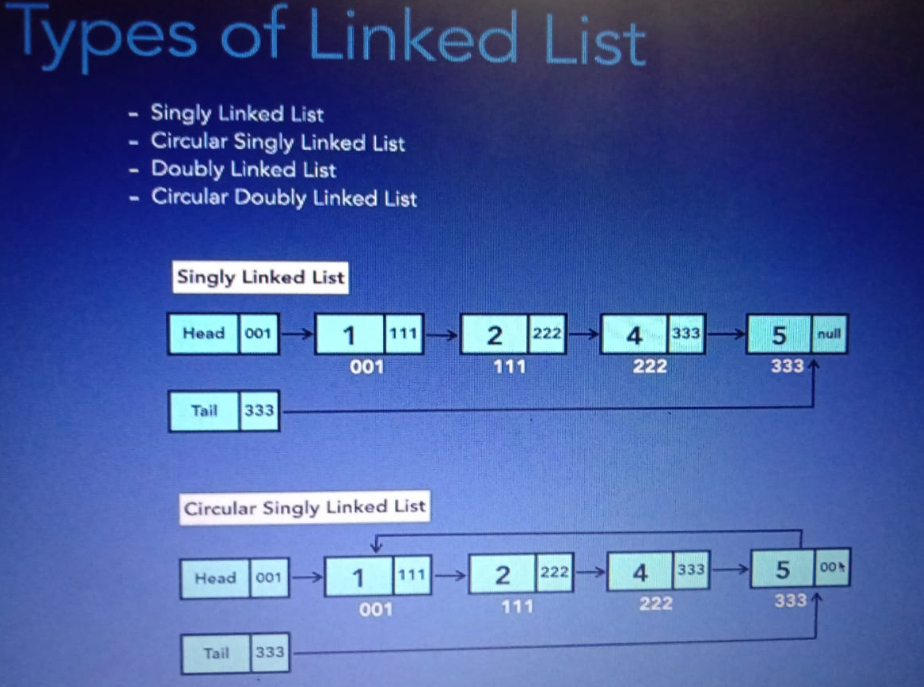 Types of Linked List
- Singly Linked List
- Circular Singly Linked List
- Doubly Linked List
- Circular Doubly Linked List
Singly Linked List
Head 001 1 111 2 222 4 333 5 null
001 111 222 333
Tail 333
Circular Singly Linked List
Head 001 1 111 2 222 4 333 5 001
001 111 222 333
Tail 333